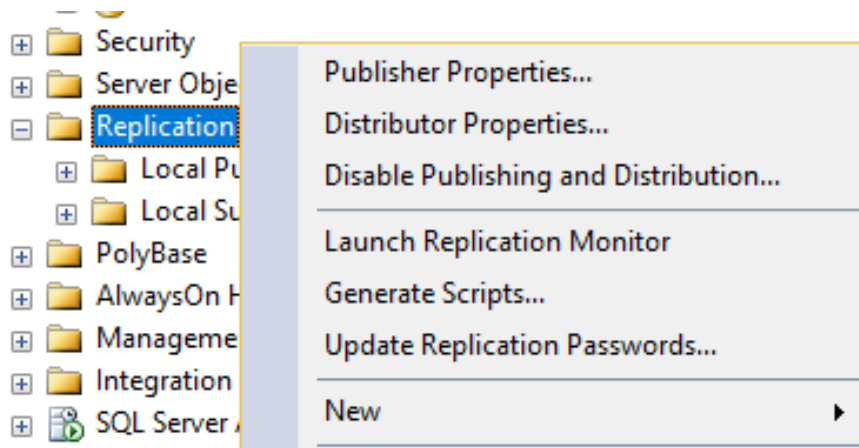 Security
Server Obje
Replication
Local Pu
Local Su
PolyBase
AlwaysOn H
Manageme
Integration
SQL Server A
Publisher Properties...
Distributor Properties...
Disable Publishing and Distribution...
Launch Replication Monitor
Generate Scripts...
Update Replication Passwords...
New